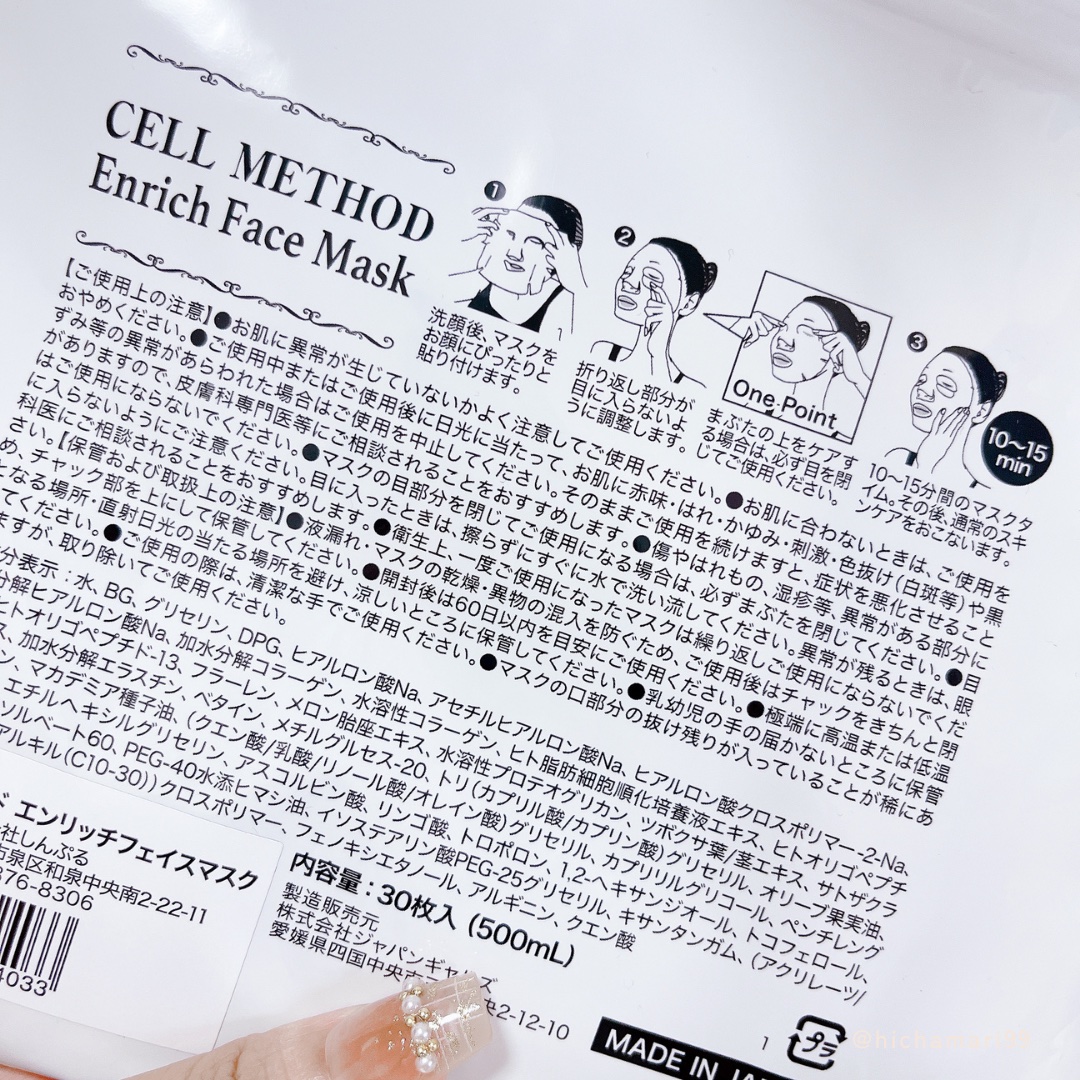 CELL METHOD
Enrich Face Mask
1
洗顔後、マスクを
お顔にぴったりと
貼り付けます。
2
折り返し部分が
目に入らないよ
うに調整します。
One Point
まぶたの上をケアす
る場合は、必ず目を閉
じてご使用ください。
3
10〜15
min
10〜15分間のマスクタ
イム。その後、通常のスキ
ンケアをおこないます。
【ご使用上の注意】●お肌に異常が生じていないかよく注意してご使用ください。●お肌に合わないときは、ご使用を
おやめください。●ご使用中またはご使用後に日光に当たって、お肌に赤味・はれ・かゆみ・刺激・色抜け(白斑等)や黒
ずみ等の異常があらわれた場合はご使用を中止してください。そのままご使用を続けますと、症状を悪化させること
がありますので、皮膚科専門医等にご相談されることをおすすめします。●傷やはれもの、湿疹等、異常がある部分に
はご使用にならないでください。●マスクの目部分を閉じてご使用になる場合は、必ずまぶたを閉じてください。●目
に入らないようにご注意ください。目に入ったときは、擦らずにすぐに水で洗い流してください。異常が残るときは、眼
科医にご相談されることをおすすめします。●衛生上、一度ご使用になったマスクは繰り返しご使用にならないでくだ
さい。【保管および取扱上の注意】●液漏れ・マスクの乾燥・異物の混入を防ぐため、ご使用後はチャックをきちんと閉
め、チャック部を上にして保管してください。●開封後は60日以内を目安にご使用ください。●極端に高温または低温
となる場所・直射日光の当たる場所を避け、涼しいところに保管してください。●乳幼児の手の届かないところに保管
てください。●ご使用の際は、清潔な手でご使用ください。●マスクの口部分の抜け残りが入っていることが稀にあ
ますが、取り除いてご使用ください。
分表示:水、BG、グリセリン、DPG、ヒアルロン酸Na、アセチルヒアルロン酸Na、ヒアルロン酸クロスポリマー-2-Na、
分解ヒアルロン酸Na、加水分解コラーゲン、水溶性コラーゲン、ヒト脂肪細胞順化培養液エキス、ヒトオリゴペプチ
ヒトオリゴペプチド-13、フラーレン、メロン胎座エキス、水溶性プロテオグリカン、ツボクサ葉/茎エキス、サトザクラ
ス、加水分解エラスチン、ベタイン、メチルグルセス-20、トリ(カプリル酸/カプリン酸)グリセリル、オリーブ果実油、
ン、マカデミア種子油、(クエン酸/乳酸/リノール酸/オレイン酸)グリセリル、カプリリルグリコール、ペンチレング
エチルヘキシルグリセリン、アスコルビン酸、リンゴ酸、トロポロン、1,2-ヘキサンジオール、トコフェロール、
ソルベート60、PEG-40水添ヒマシ油、イソステアリン酸PEG-25グリセリル、キサンタンガム、(アクリレーツ/
アルキル(C10-30))クロスポリマー、フェノキシエタノール、アルギニン、クエン酸
ド エンリッチフェイスマスク
社しんぷる
市泉区和泉中央南2-22-11
376-8306
4033
内容量:30枚入(500mL)
製造販売元
株式会社ジャパンギャルズ
愛媛県四国中央市
2-12-10
MADE IN JA
1
プラ